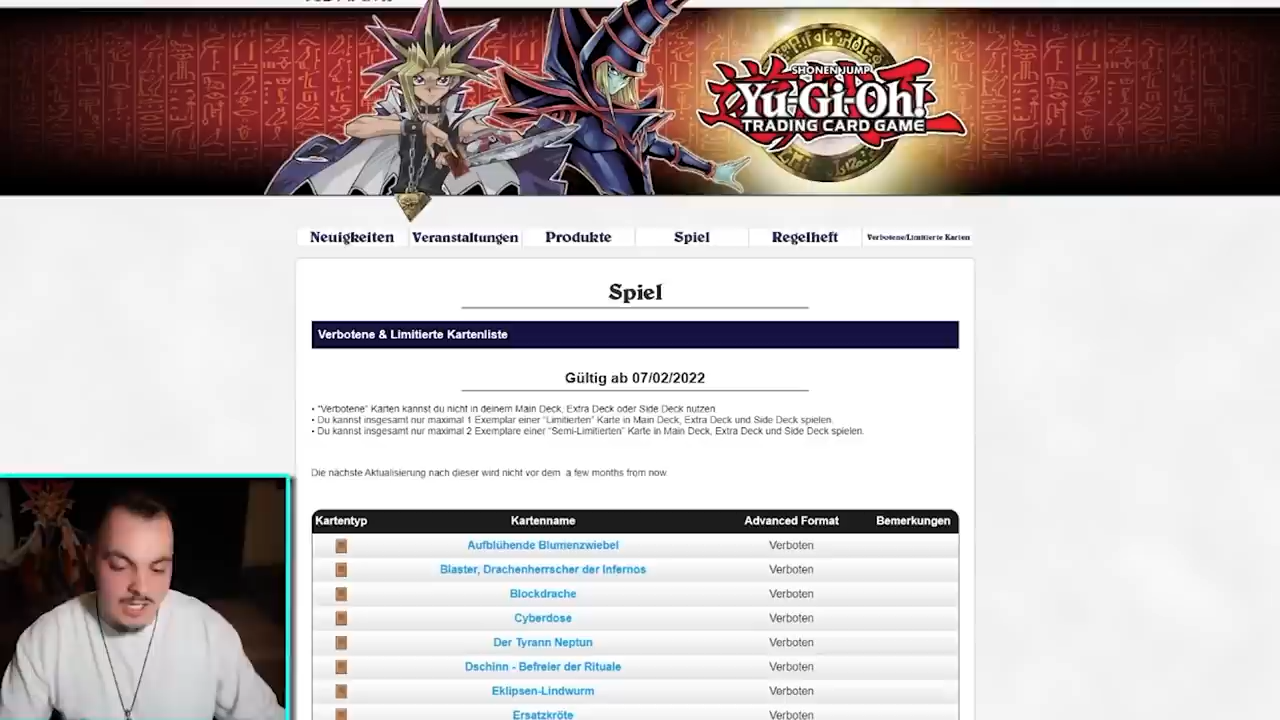 SHONEN JUMP
Yu-Gi-Oh!
TRADING CARD GAME
Neuigkeiten
Veranstaltungen
Produkte
Spiel
Regelheft
Verbotene/Limitierte Karten
Spiel
Verbotene & Limitierte Kartenliste
Gültig ab 07/02/2022
• "Verbotene" Karten kannst du nicht in deinem Main Deck, Extra Deck oder Side Deck nutzen
• Du kannst insgesamt nur maximal 1 Exemplar einer "Limitierten" Karte in Main Deck, Extra Deck und Side Deck spielen.
• Du kannst insgesamt nur maximal 2 Exemplare einer "Semi-Limitierten" Karte in Main Deck, Extra Deck und Side Deck spielen.
Die nächste Aktualisierung nach dieser wird nicht vor dem a few months from now.
Kartentyp Kartenname Advanced Format Bemerkungen
Aufblühende Blumenzwiebel Verboten
Blaster, Drachenherrscher der Infernos Verboten
Blockdrache Verboten
Cyberdose Verboten
Der Tyrann Neptun Verboten
Dschinn - Befreier der Rituale Verboten
Eklipsen-Lindwurm Verboten
Ersatzkröte Verboten